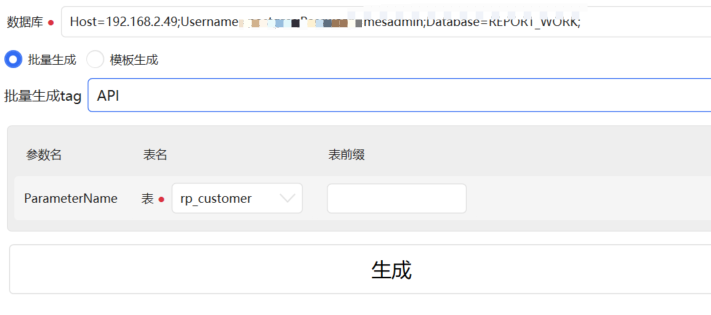 数据库 Host=192.168.2.49;Username mesadmin;Database=REPORT_WORK;
批量生成 模板生成
批量生成tag API
参数名 表名 表前缀
ParameterName 表 rp_customer
生成